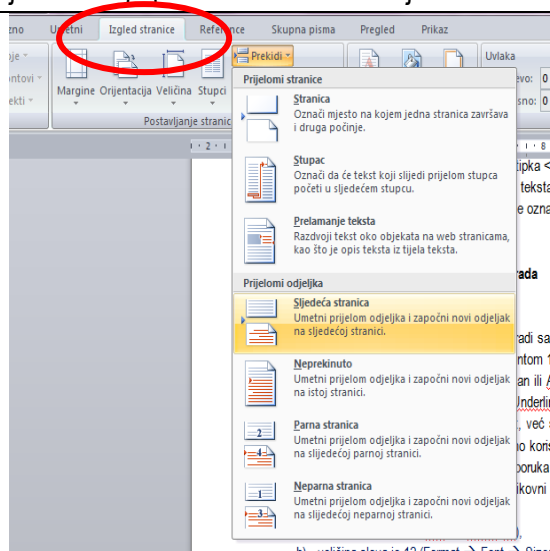 Umetni Izgled stranice Reference Skupna pisma Pregled Prikaz
Prekidi
Uvlaka
Margine Orijentacija Veličina Stupci
Postavljanje
Prijelomi stranice
Stranica
Označi mjesto na kojem jedna stranica završava
i druga počinje.
Stupac
Označi da će tekst koji slijedi prijelom stupca
početi u sljedećem stupcu.
Prelamanje teksta
Razdvoji tekst oko objekata na web stranicama,
kao što je opis teksta iz tijela teksta.
Prijelomi odjeljka
Sljedeća stranica
Umetni prijelom odjeljka i započni novi odjeljak
na sljedećoj stranici.
Neprekinuto
Umetni prijelom odjeljka i započni novi odjeljak
na istoj stranici.
Parna stranica
Umetni prijelom odjeljka i započni novi odjeljak
na slijedećoj parnoj stranici.
Neparna stranica
Umetni prijelom odjeljka i započni novi odjeljak
na slijedećoj neparnoj stranici.